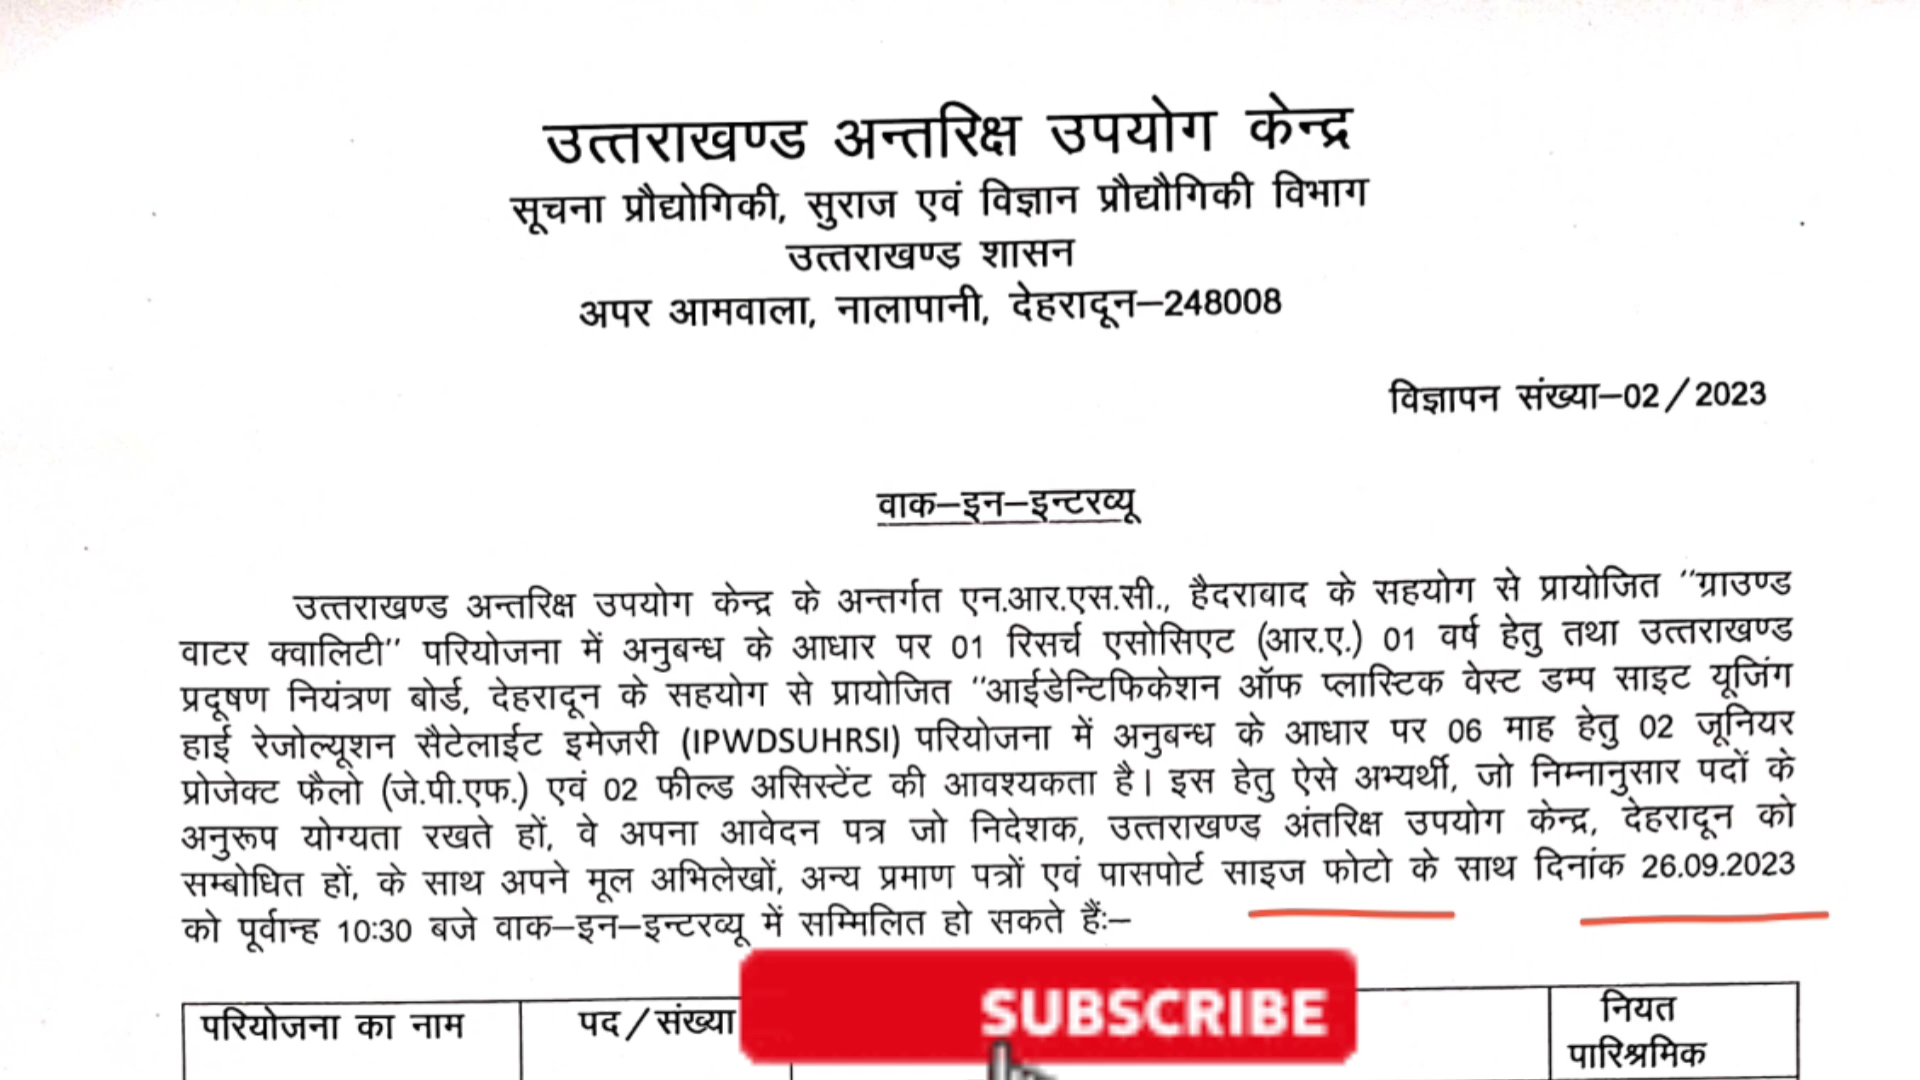 उत्तराखण्ड अन्तरिक्ष उपयोग केन्द्र
सूचना प्रौद्योगिकी, सुराज एवं विज्ञान प्रौद्यौगिकी विभाग
उत्तराखण्ड शासन
अपर आमवाला, नालापानी, देहरादून–248008
विज्ञापन संख्या–02/2023
वाक–इन–इन्टरव्यू
उत्तराखण्ड अन्तरिक्ष उपयोग केन्द्र के अन्तर्गत एन.आर.एस.सी., हैदराबाद के सहयोग से प्रायोजित ''ग्राउण्ड
वाटर क्वालिटी'' परियोजना में अनुबन्ध के आधार पर 01 रिसर्च एसोसिएट (आर.ए.) 01 वर्ष हेतु तथा उत्तराखण्ड
प्रदूषण नियंत्रण बोर्ड, देहरादून के सहयोग से प्रायोजित ''आईडेन्टिफिकेशन ऑफ प्लास्टिक वेस्ट डम्प साइट यूजिंग
हाई रेजोल्यूशन सैटेलाईट इमेजरी (IPWDSUHRSI) परियोजना में अनुबन्ध के आधार पर 06 माह हेतु 02 जूनियर
प्रोजेक्ट फैलो (जे.पी.एफ.) एवं 02 फील्ड असिस्टेंट की आवश्यकता है। इस हेतु ऐसे अभ्यर्थी, जो निम्नानुसार पदों के
अनुरूप योग्यता रखते हों, वे अपना आवेदन पत्र जो निदेशक, उत्तराखण्ड अंतरिक्ष उपयोग केन्द्र, देहरादून को
सम्बोधित हों, के साथ अपने मूल अभिलेखों, अन्य प्रमाण पत्रों एवं पासपोर्ट साइज फोटो के साथ दिनांक 26.09.2023
को पूर्वान्ह 10:30 बजे वाक–इन–इन्टरव्यू में सम्मिलित हो सकते हैंः–
परियोजना का नाम
पद/संख्या
SUBSCRIBE
नियत
पारिश्रमिक